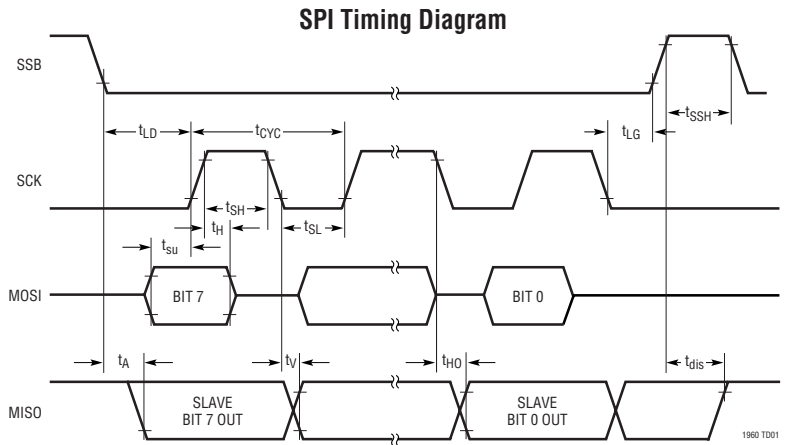 SPI Timing Diagram
SSB
tLD
tCYC
tLG
tSSH
SCK
tSH
tH
tSL
tsu
MOSI
BIT 7
BIT 0
tA
tV
tHO
tdis
MISO
SLAVE
BIT 7 OUT
SLAVE
BIT 0 OUT
1960 TD01